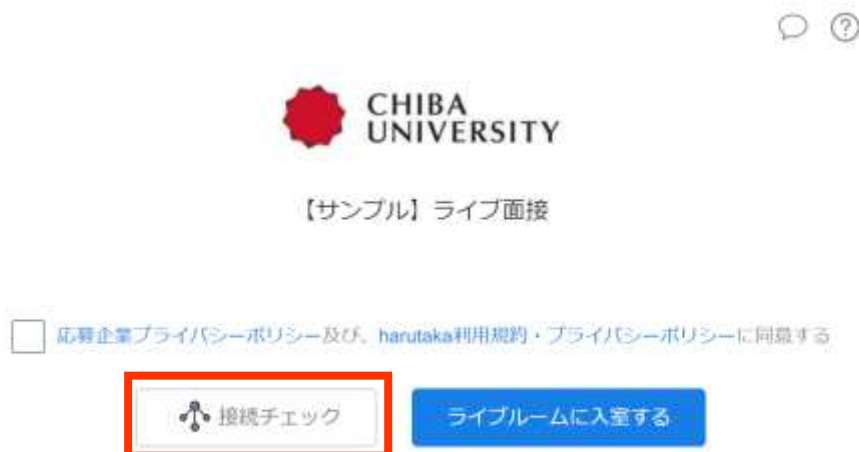 CHIBA
UNIVERSITY
【サンプル】ライブ面接
応募企業プライバシーポリシー及び、harutaka利用規約・プライバシーポリシーに同意する
接続チェック
ライブルームに入室する